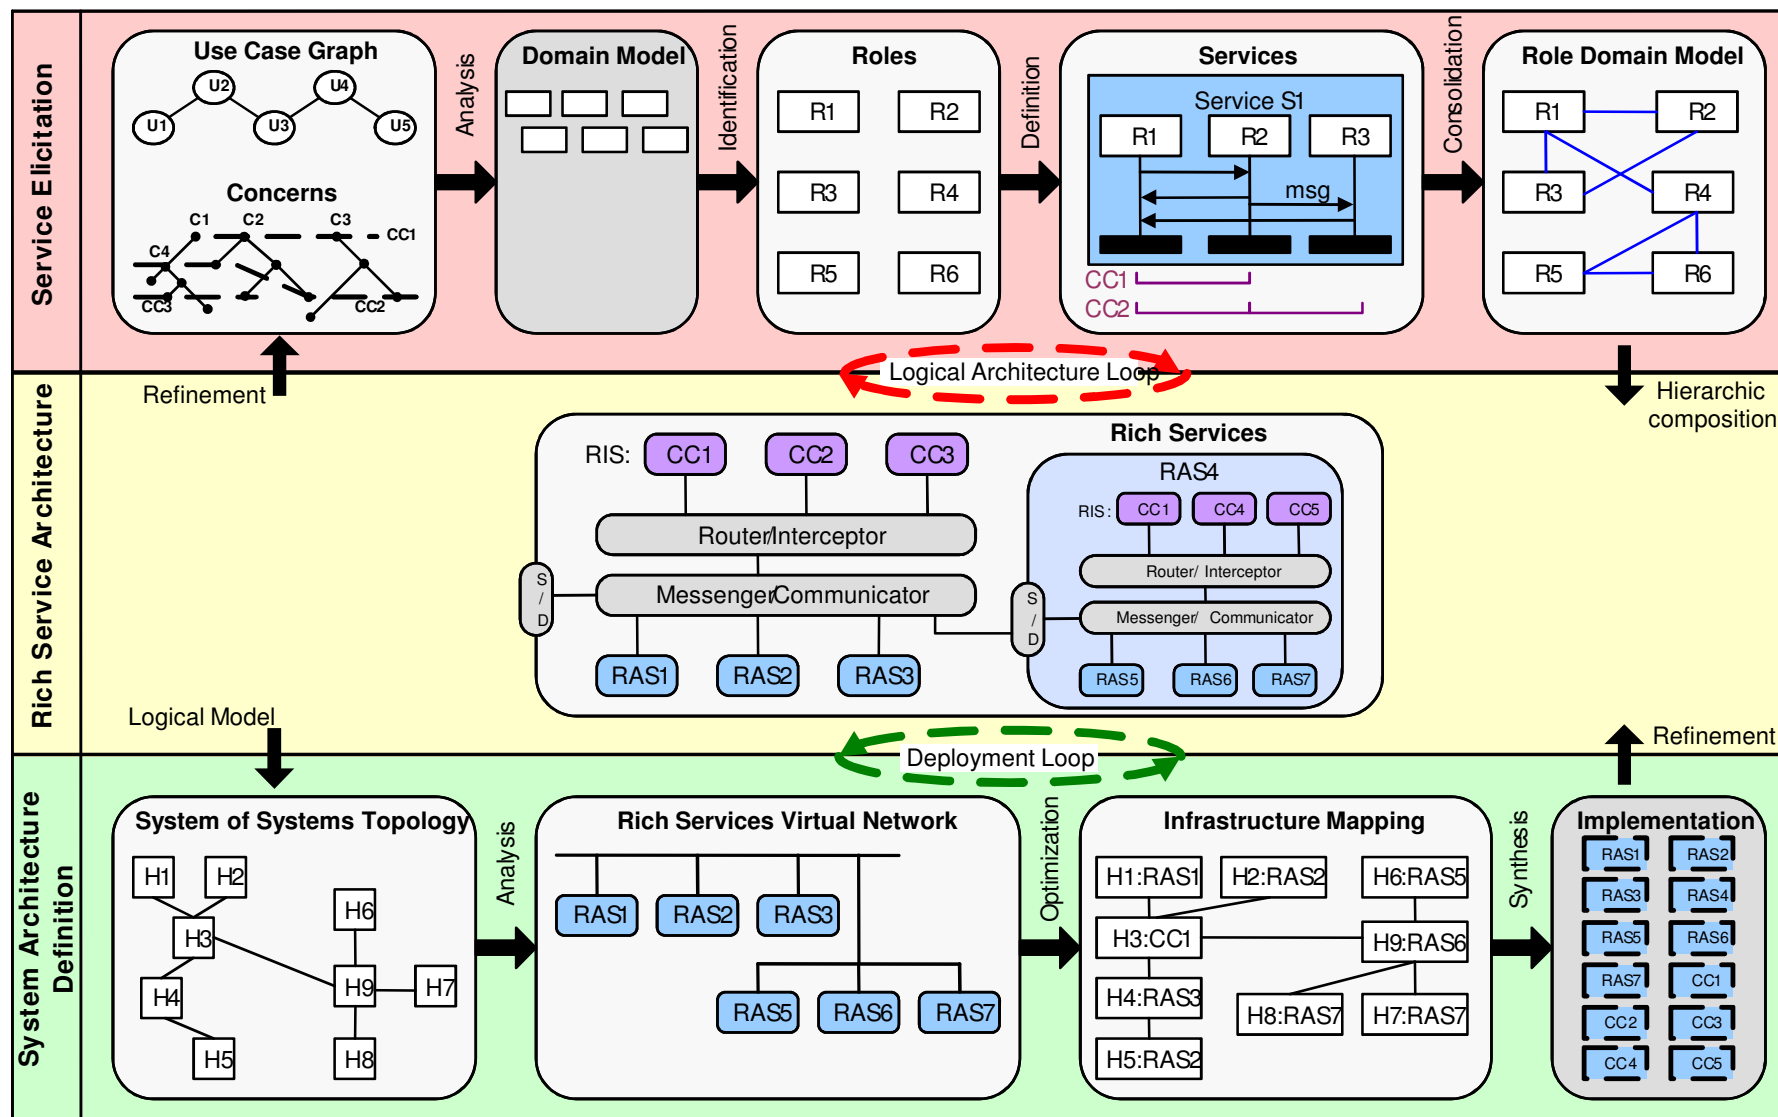 Service Elicitation
Use Case Graph
U1
U2
U3
U4
U5
Concerns
C1
C2
C3
CC1
C4
CC3
CC2
Analysis
Domain Model
Identification
Roles
R1
R2
R3
R4
R5
R6
Definition
Services
Service S1
R1
R2
R3
msg
CC1
CC2
Consolidation
Role Domain Model
R1
R2
R3
R4
R5
R6
Refinement
Logical Architecture Loop
Hierarchic
composition
Rich Service Architecture
Rich Services
RIS:
CC1
CC2
CC3
Router/Interceptor
S
/
D
Messenger/Communicator
RAS1
RAS2
RAS3
RAS4
RIS:
CC1
CC4
CC5
Router/ Interceptor
S
/
D
Messenger/ Communicator
RAS5
RAS6
RAS7
Logical Model
Deployment Loop
Refinement
System Architecture
Definition
System of Systems Topology
H1
H2
H3
H4
H5
H6
H9
H7
H8
Analysis
Rich Services Virtual Network
RAS1
RAS2
RAS3
RAS5
RAS6
RAS7
Optimization
Infrastructure Mapping
H1:RAS1
H2:RAS2
H6:RAS5
H3:CC1
H9:RAS6
H4:RAS3
H8:RAS7
H7:RAS7
H5:RAS2
Synthesis
Implementation
RAS1
RAS2
RAS3
RAS4
RAS5
RAS6
RAS7
CC1
CC2
CC3
CC4
CC5